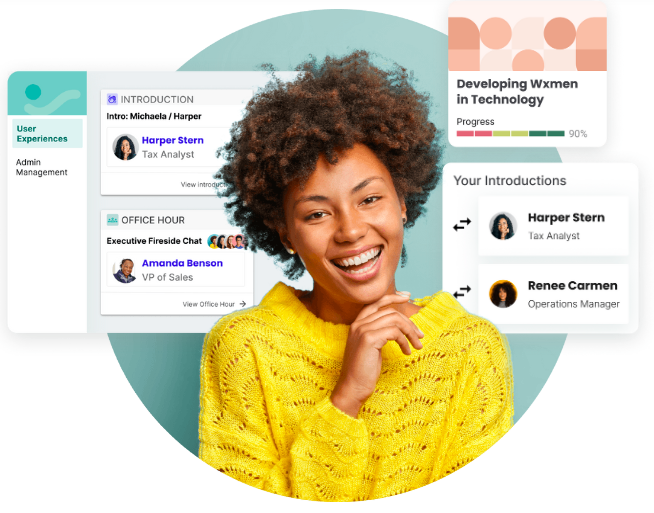 User
Experiences
Admin
Management
INTRODUCTION
Intro: Michaela / Harper
Harper Stern
Tax Analyst
View
OFFICE HOUR
Executive Fireside Chat
Amanda Benson
VP of Sales
View Office Hour
Developing Wxmen
in Technology
Progress
90%
Your Introductions
Harper Stern
Tax Analyst
Renee Carmen
Operations Manager